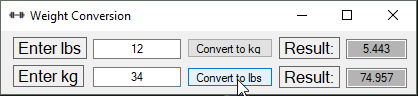 Weight Conversion
Enter lbs 12 Convert to kg Result: 5.443
Enter kg 34 Convert to lbs Result: 74.957